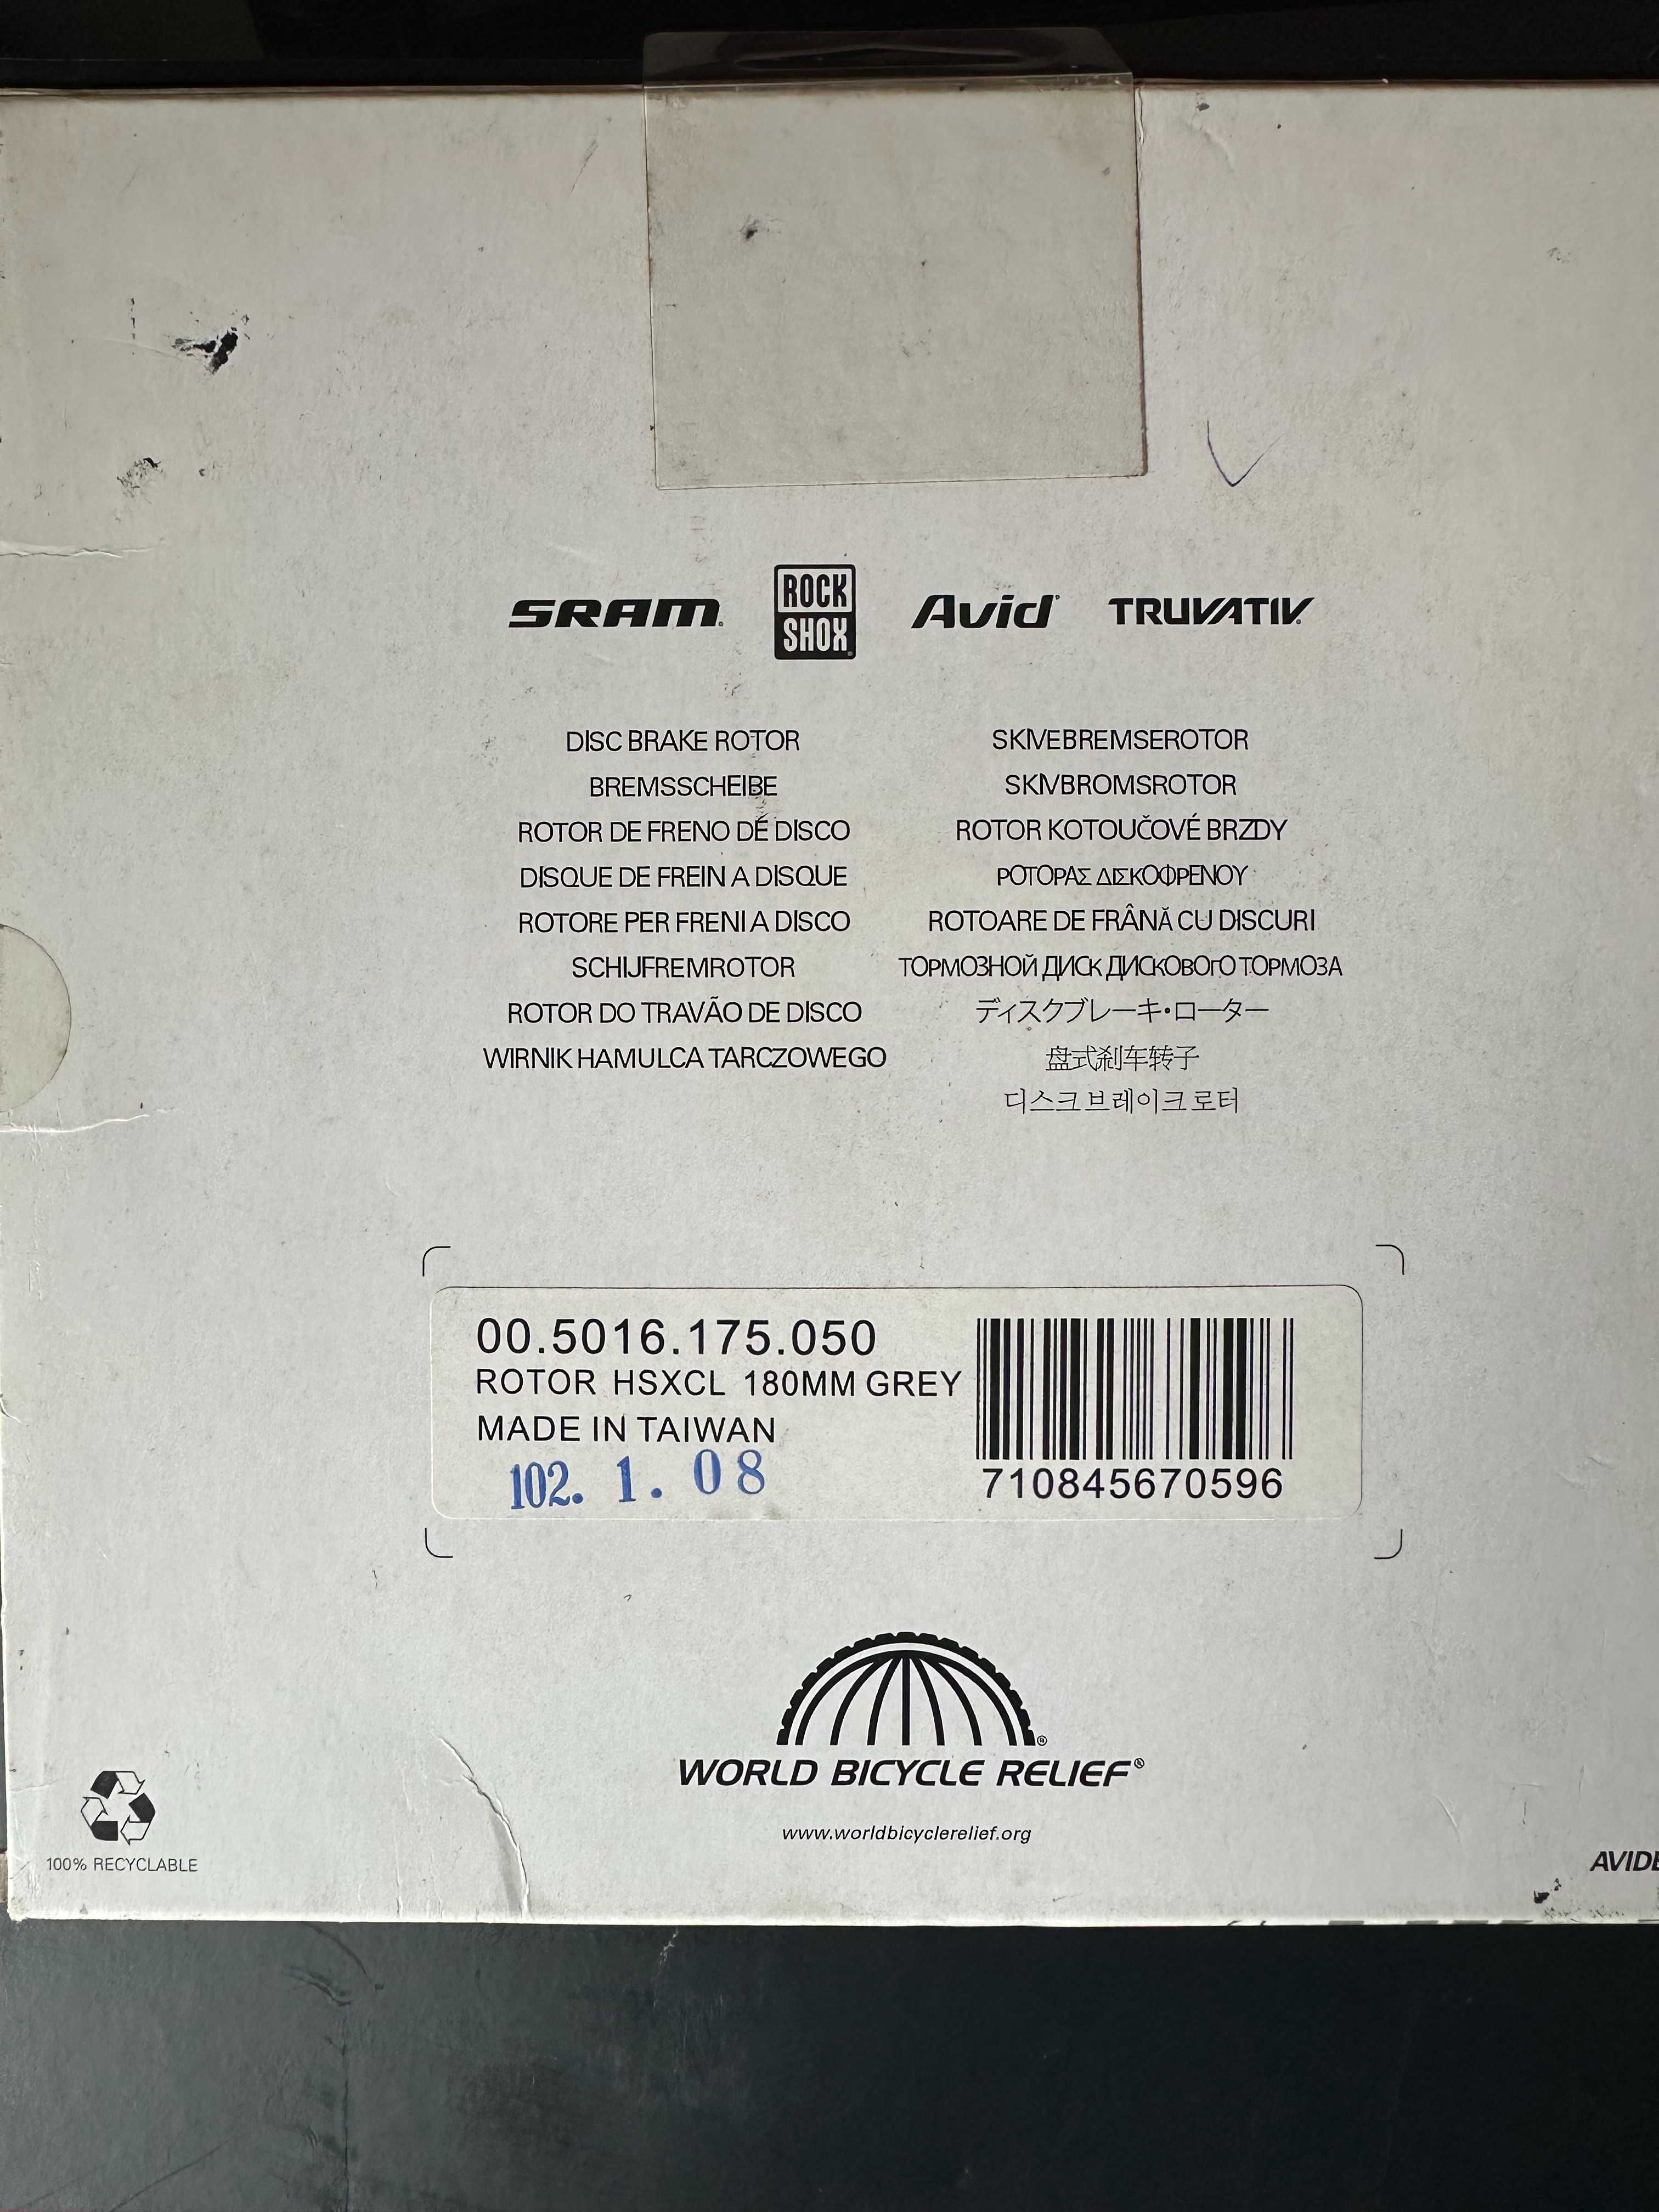 SRAM ROCK SHOX Avid TRUVATIV
DISC BRAKE ROTOR
BREMSSCHEIBE
ROTOR DE FRENO DE DISCO
DISQUE DE FREIN A DISQUE
ROTORE PER FRENI A DISCO
SCHIJFREMROTOR
ROTOR DO TRAVÃO DE DISCO
WIRNIK HAMULCA TARCZOWEGO
SKIVEBREMSEROTOR
SKIVBROMSROTOR
ROTOR KOTOUČOVÉ BRZDY
ΡΟΤΟΡΑΣ ΔΙΣΚΟΦΡΕΝΟΥ
ROTOARE DE FRÂNĂ CU DISCURI
ТОРМОЗНОЙ ДИСК ДИСКОВОГО ТОРМОЗА
ディスクブレーキ・ローター
盘式刹车转子
디스크 브레이크 로터
00.5016.175.050
ROTOR HSXCL 180MM GREY
MADE IN TAIWAN
102. 1. 08
710845670596
WORLD BICYCLE RELIEF®
www.worldbicyclerelief.org
100% RECYCLABLE